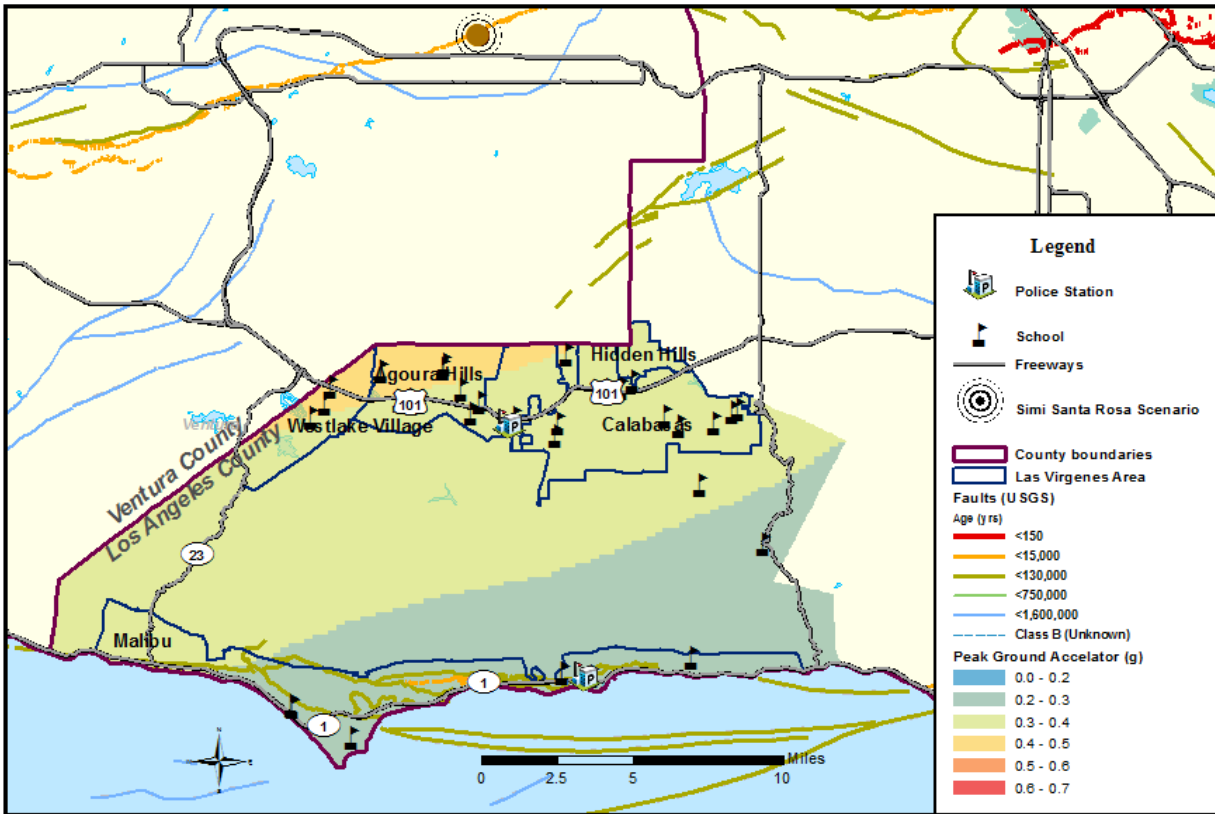 Hidden Hills
Agoura Hills
101
101
Westlake Village
Calabasas
Ventura County
Los Angeles County
23
Malibu
1
1
Miles
0
2.5
5
10
Legend
P
Police Station
School
Freeways
Simi Santa Rosa Scenario
County boundaries
Las Virgenes Area
Faults (USGS)
Age (yrs)
<150
<15,000
<130,000
<750,000
<1,600,000
Class B (Unknown)
Peak Ground Accelator (g)
0.0 - 0.2
0.2 - 0.3
0.3 - 0.4
0.4 - 0.5
0.5 - 0.6
0.6 - 0.7